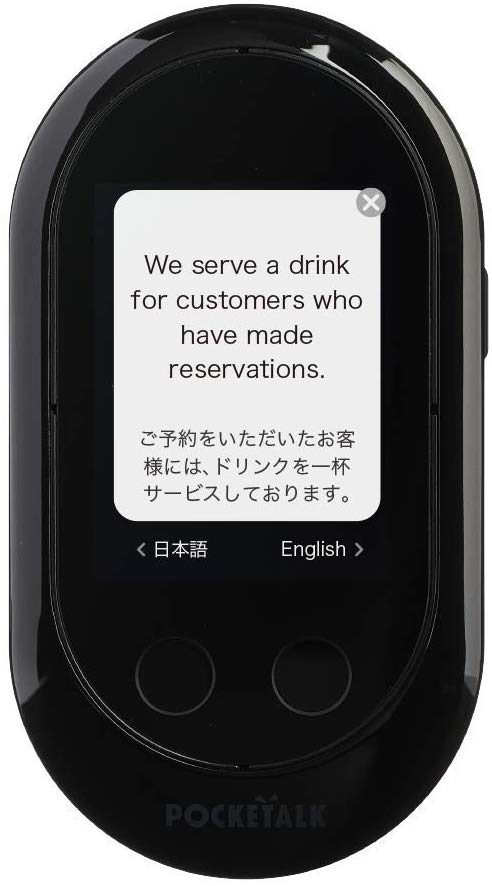 We serve a drink
for customers who
have made
reservations.
ご予約をいただいたお客
様には、ドリンクを一杯
サービスしております。
< 日本語 English >
POCKETALK